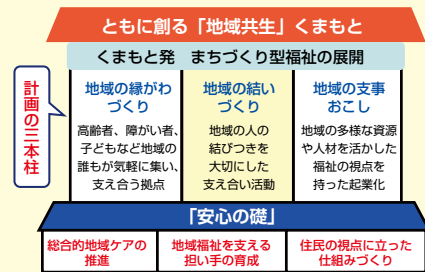 ともに創る「地域共生」くまもと
くまもと発　まちづくり型福祉の展開
計画の三本柱
地域の縁がわ
づくり
高齢者、障がい者、
子どもなど地域の
誰もが気軽に集い、
支え合う拠点
地域の結い
づくり
地域の人の
結びつきを
大切にした
支え合い活動
地域の支事
おこし
地域の多様な資源
や人材を活かした
福祉の視点を
持った起業化
「安心の礎」
総合的地域ケアの
推進
地域福祉を支える
担い手の育成
住民の視点に立った
仕組みづくり